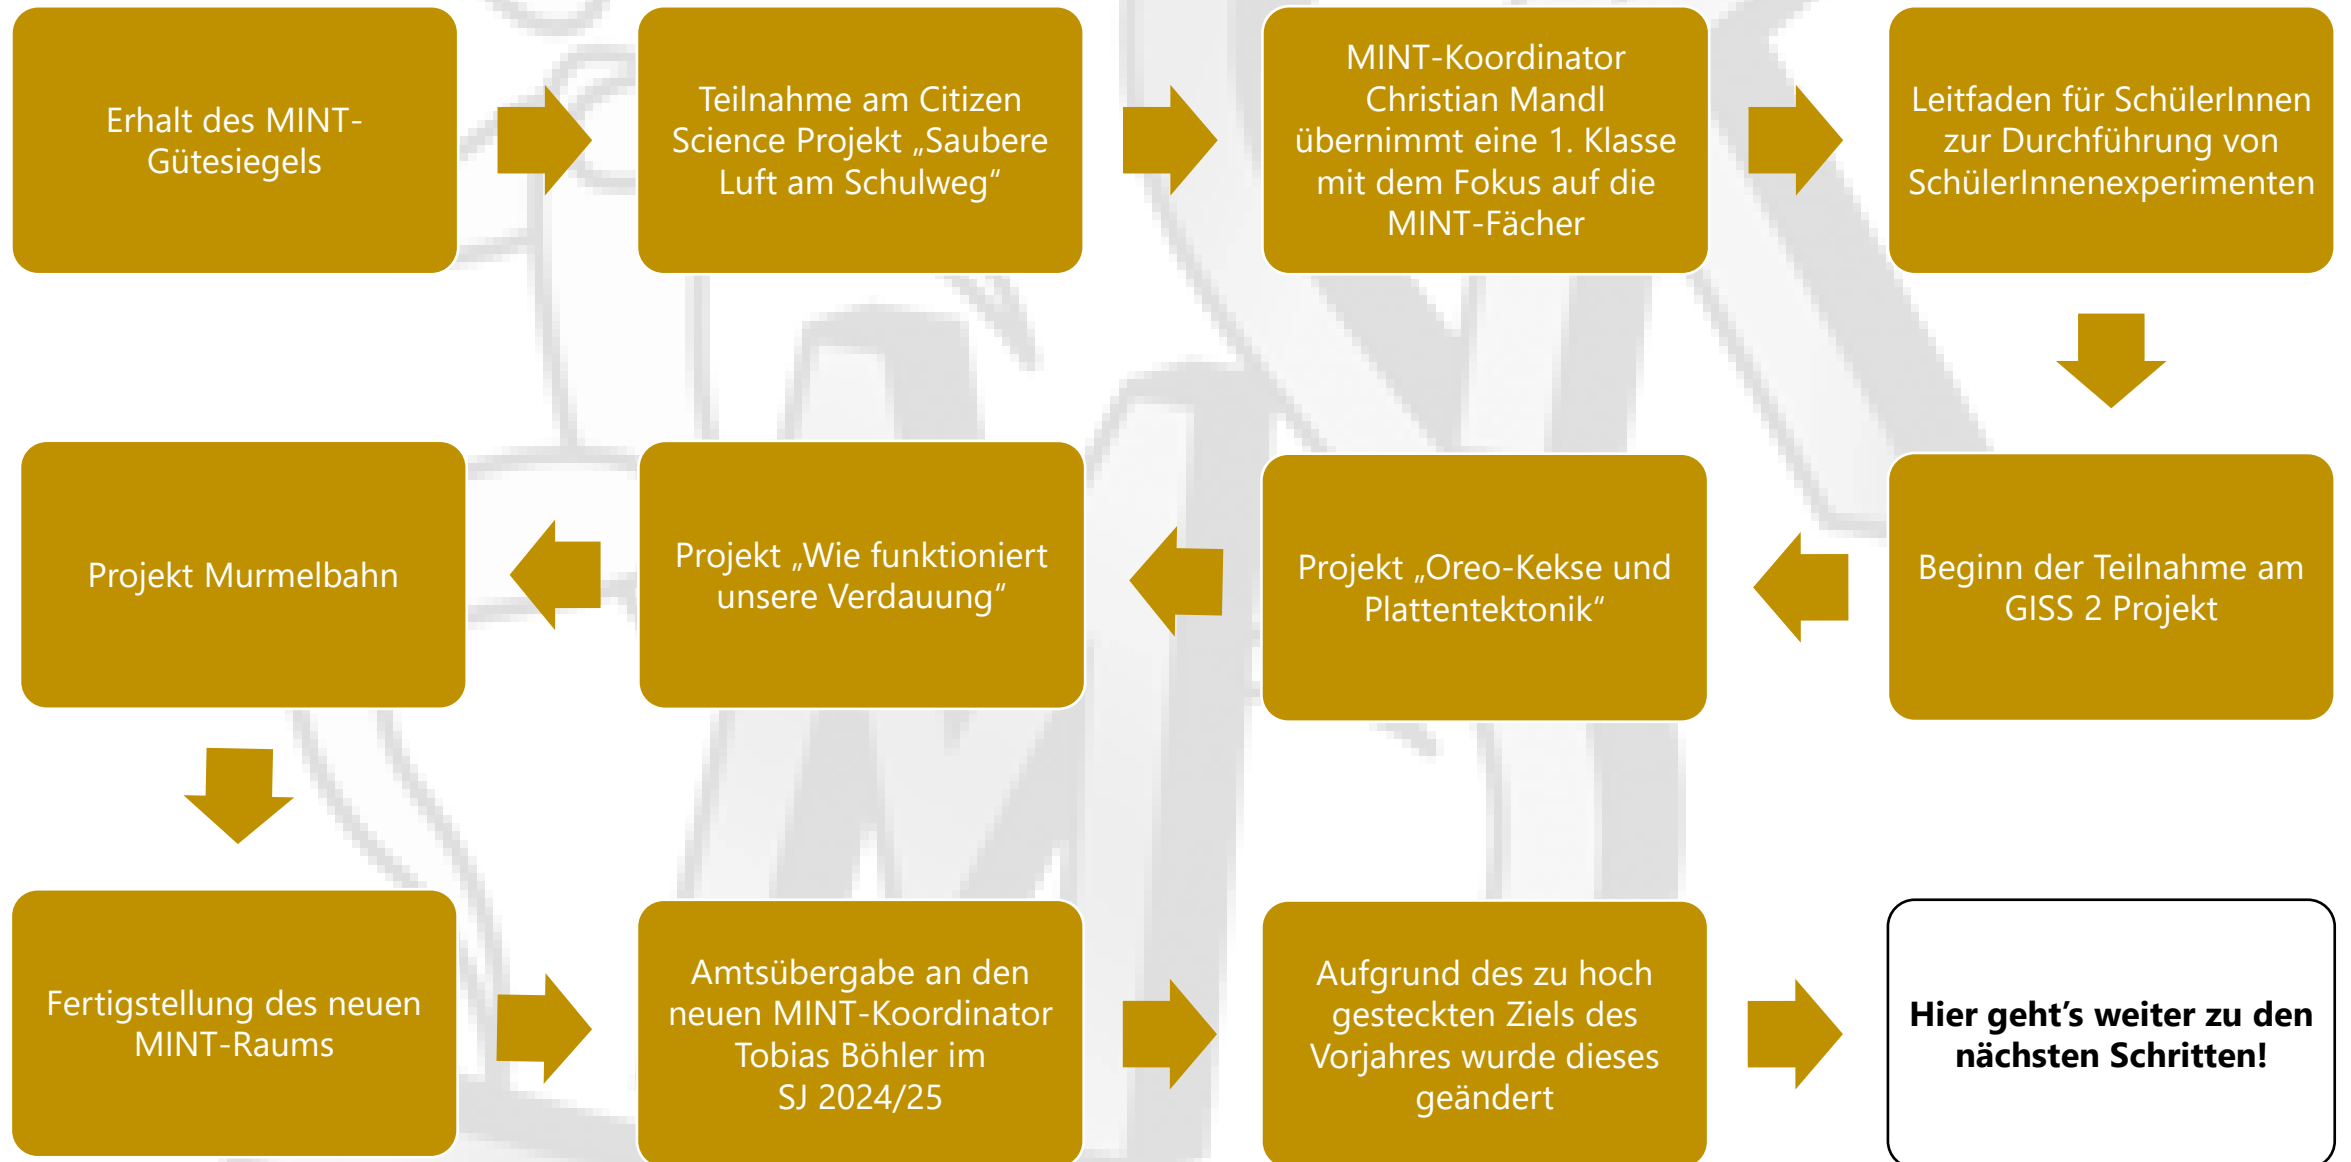 Erhalt des MINT-
Gütesiegels
Teilnahme am Citizen
Science Projekt „Saubere
Luft am Schulweg“
MINT-Koordinator
Christian Mandl
übernimmt eine 1. Klasse
mit dem Fokus auf die
MINT-Fächer
Leitfaden für SchülerInnen
zur Durchführung von
SchülerInnenexperimenten
Beginn der Teilnahme am
GISS 2 Projekt
Projekt „Oreo-Kekse und
Plattentektonik“
Projekt „Wie funktioniert
unsere Verdauung“
Projekt Murmelbahn
Fertigstellung des neuen
MINT-Raums
Amtsübergabe an den
neuen MINT-Koordinator
Tobias Böhler im
SJ 2024/25
Aufgrund des zu hoch
gesteckten Ziels des
Vorjahres wurde dieses
geändert
Hier geht’s weiter zu den
nächsten Schritten!